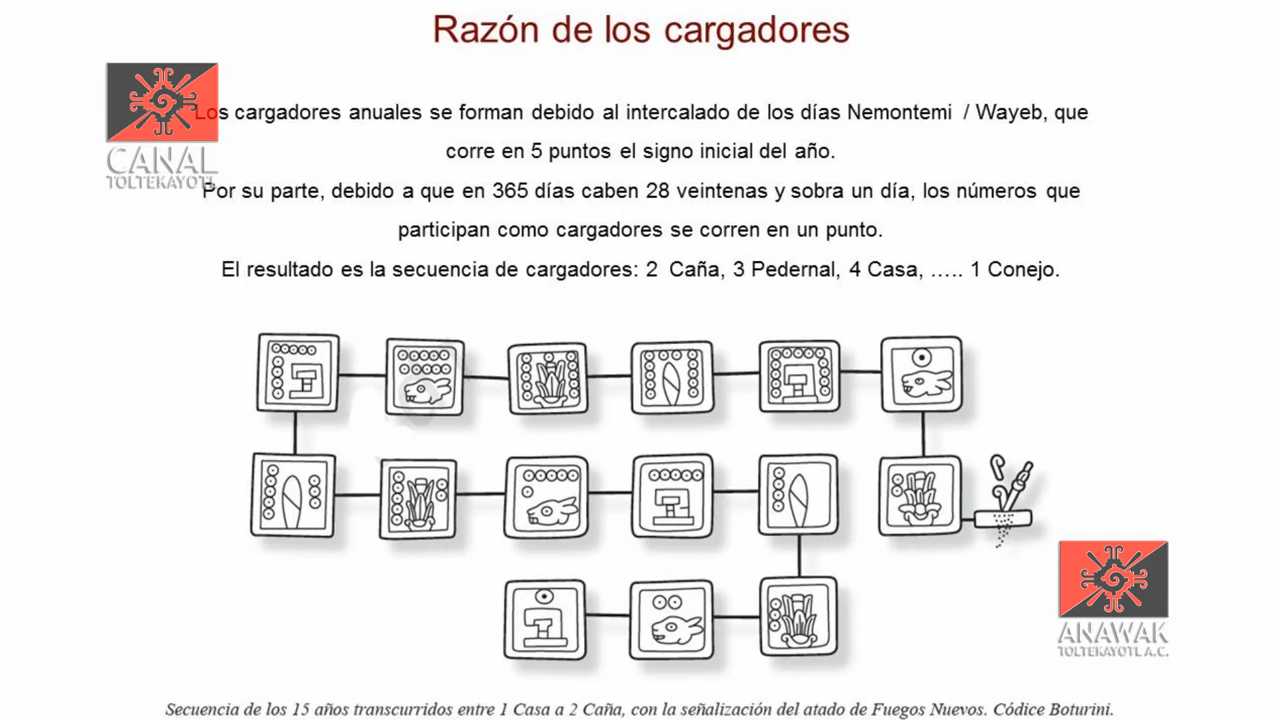 Razón de los cargadores
CANAL
TOLTEKAYOTL
Los cargadores anuales se forman debido al intercalado de los días Nemontemi / Wayeb, que
corre en 5 puntos el signo inicial del año.
Por su parte, debido a que en 365 días caben 28 veintenas y sobra un día, los números que
participan como cargadores se corren en un punto.
El resultado es la secuencia de cargadores: 2 Caña, 3 Pedernal, 4 Casa, ….. 1 Conejo.
ANAWAK
TOLTEKAYOTL A.C.
Secuencia de los 15 años transcurridos entre 1 Casa a 2 Caña, con la señalización del atado de Fuegos Nuevos. Códice Boturini.